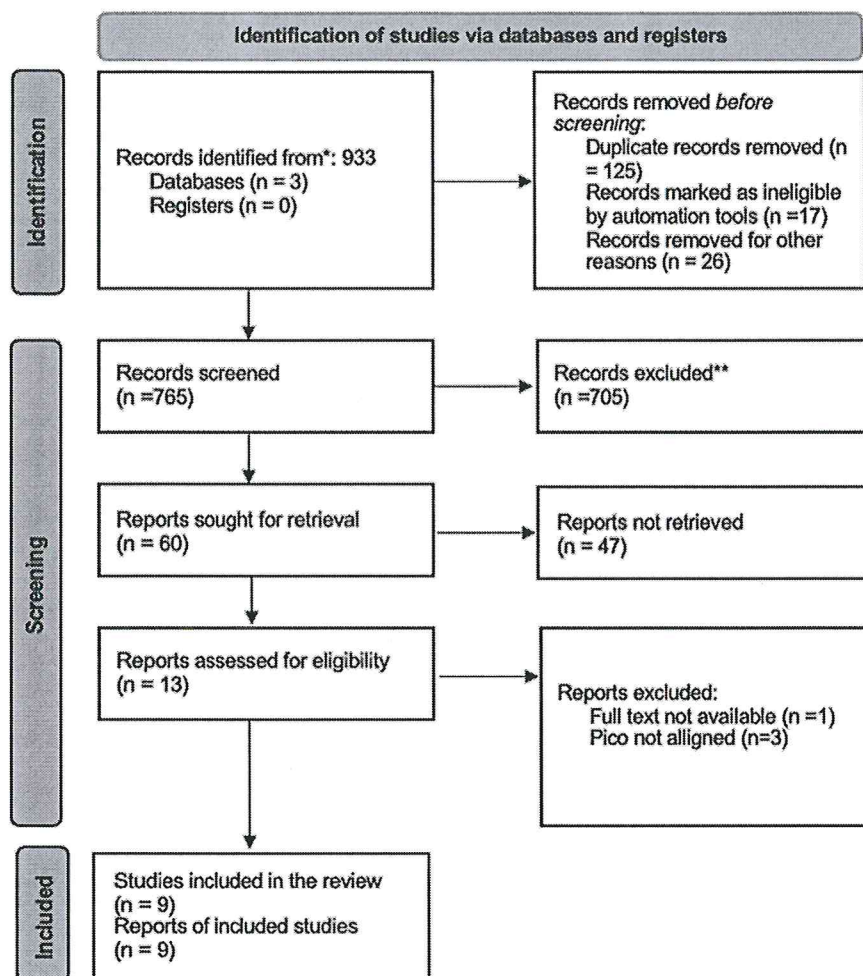 Identification of studies via databases and registers
Identification
Records identified from*: 933
Databases (n = 3)
Registers (n = 0)
Records removed before
screening:
Duplicate records removed (n
= 125)
Records marked as ineligible
by automation tools (n =17)
Records removed for other
reasons (n = 26)
Screening
Records screened
(n =765)
Records excluded**
(n =705)
Reports sought for retrieval
(n = 60)
Reports not retrieved
(n = 47)
Reports assessed for eligibility
(n = 13)
Reports excluded:
Full text not available (n =1)
Pico not alligned (n=3)
Included
Studies included in the review
(n = 9)
Reports of included studies
(n = 9)